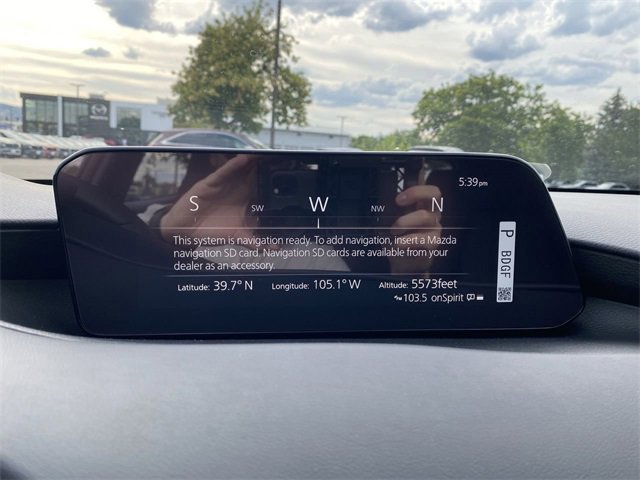 5:39 pm
S SW W NW N
This system is navigation ready. To add navigation, insert a Mazda
navigation SD card. Navigation SD cards are available from your
dealer as an accessory.
Latitude: 39.7° N Longitude: 105.1° W Altitude: 5573feet
103.5 onSpirit
P BDGF